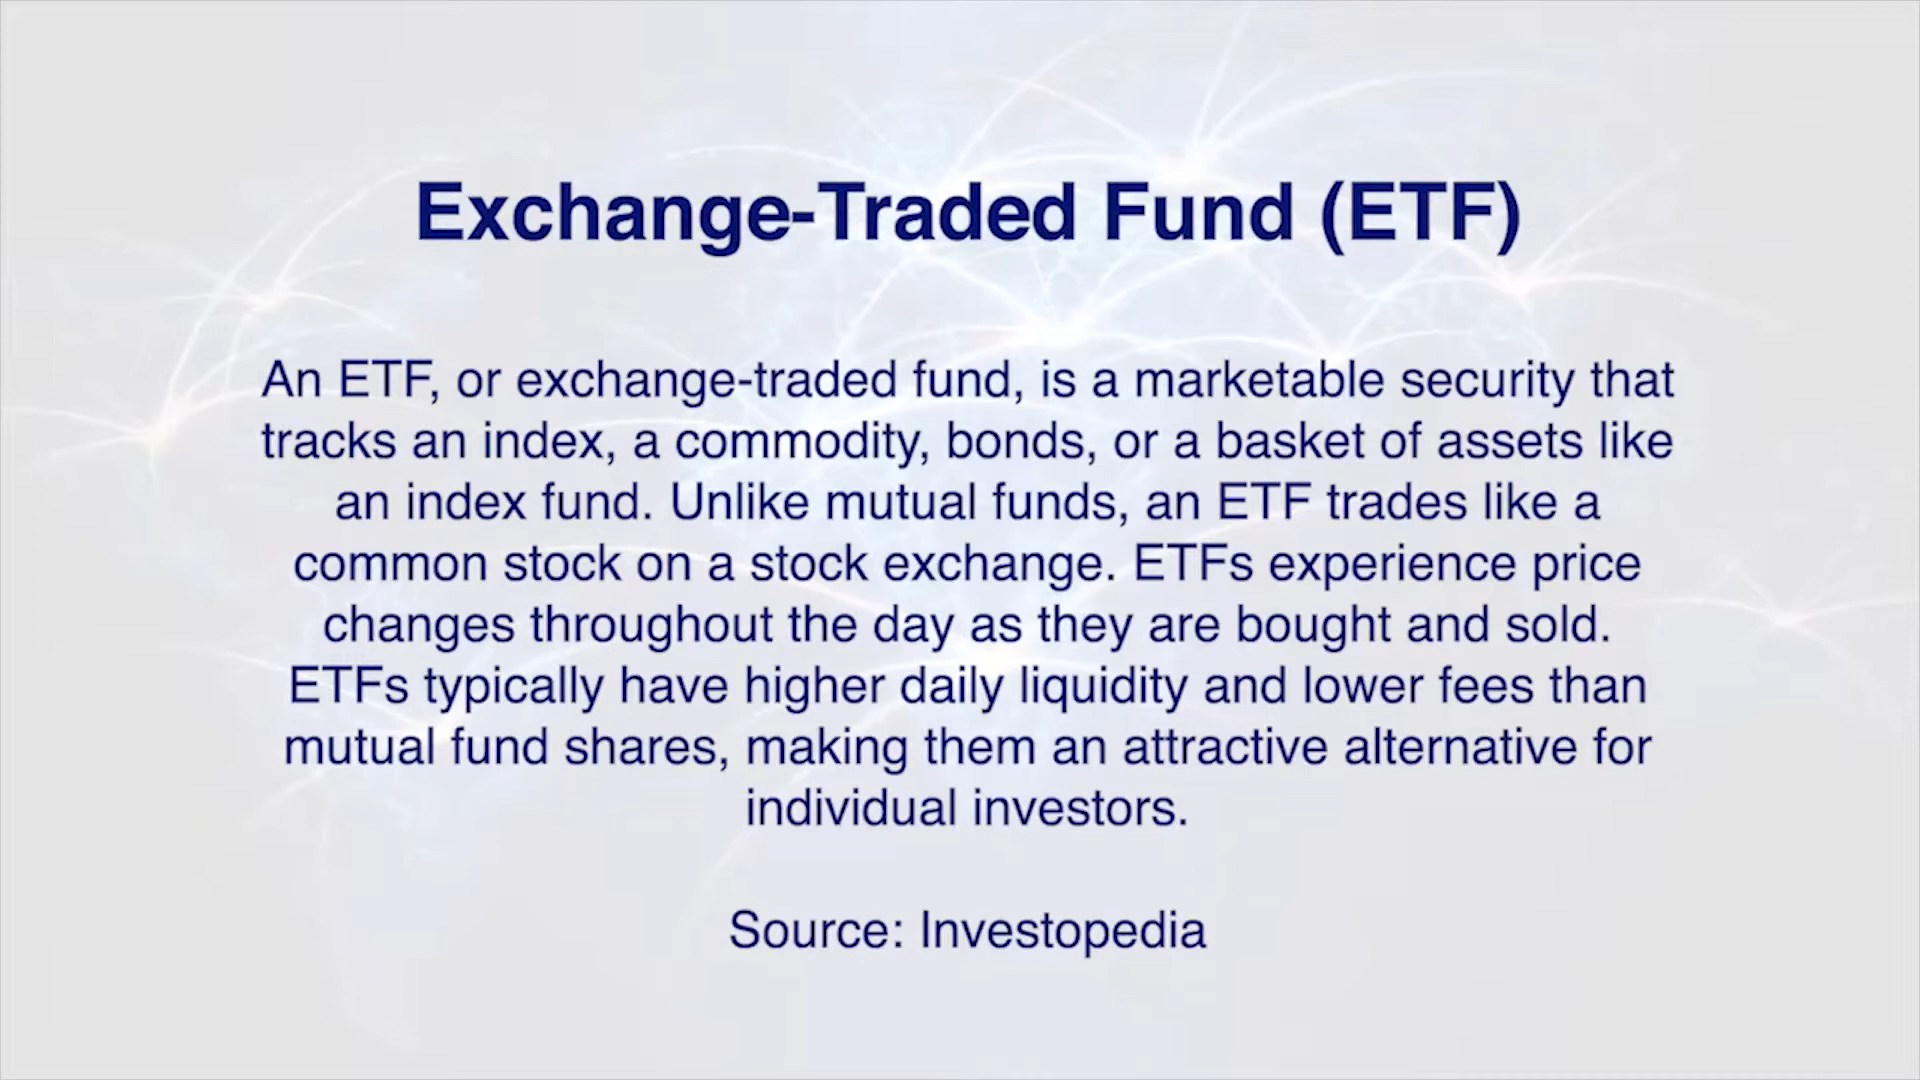 Exchange-Traded Fund (ETF)
An ETF, or exchange-traded fund, is a marketable security that
tracks an index, a commodity, bonds, or a basket of assets like
an index fund. Unlike mutual funds, an ETF trades like a
common stock on a stock exchange. ETFs experience price
changes throughout the day as they are bought and sold.
ETFs typically have higher daily liquidity and lower fees than
mutual fund shares, making them an attractive alternative for
individual investors.
Source: Investopedia